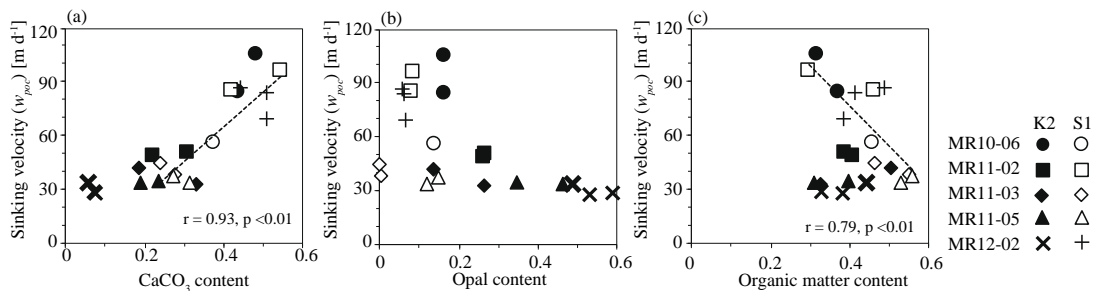 (a)
Sinking velocity (w_poc) [m d⁻¹]
120
90
60
30
0
r = 0.93, p <0.01
0 0.2 0.4 0.6
CaCO₃ content
(b)
Sinking velocity (w_poc) [m d⁻¹]
120
90
60
30
0
0 0.2 0.4 0.6
Opal content
(c)
Sinking velocity (w_poc) [m d⁻¹]
120
90
60
30
0
r = 0.79, p <0.01
0 0.2 0.4 0.6
Organic matter content
K2 S1
MR10-06
MR11-02
MR11-03
MR11-05
MR12-02